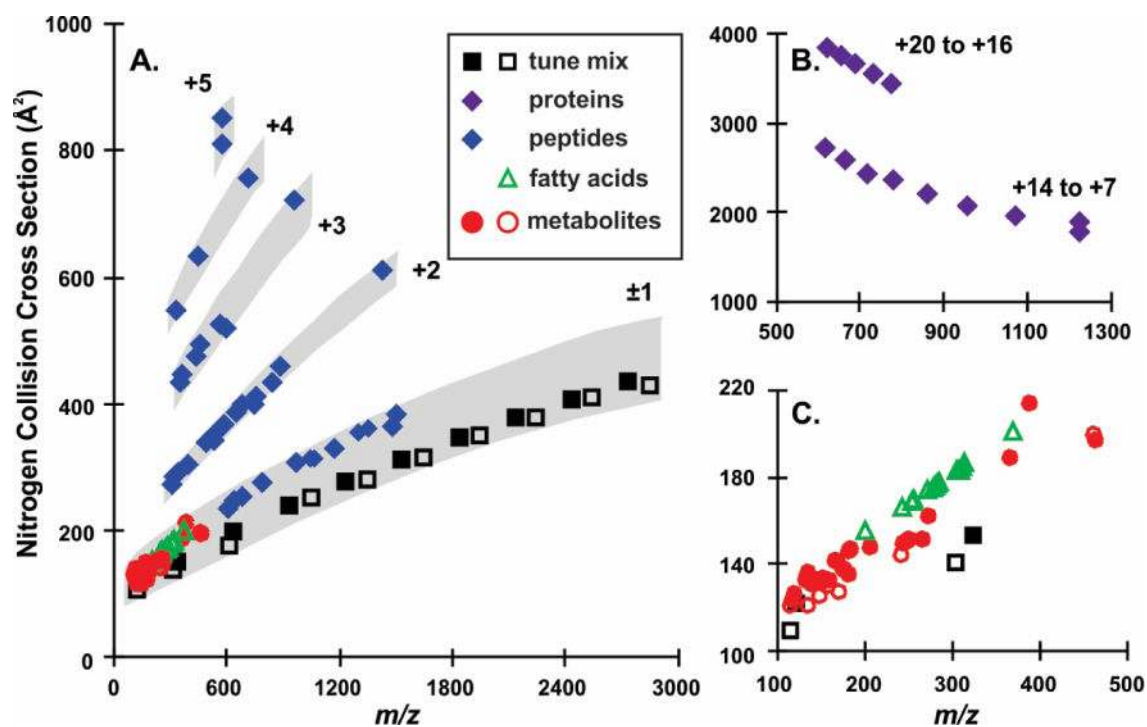 A.
1000
800
600
400
200
0
0
600
1200
1800
2400
3000
m/z
Nitrogen Collision Cross Section (Å²)
+5
+4
+3
+2
±1
tune mix
proteins
peptides
fatty acids
metabolites
B.
4000
3000
2000
1000
500
700
900
1100
1300
+20 to +16
+14 to +7
C.
220
180
140
100
100
200
300
400
500
m/z